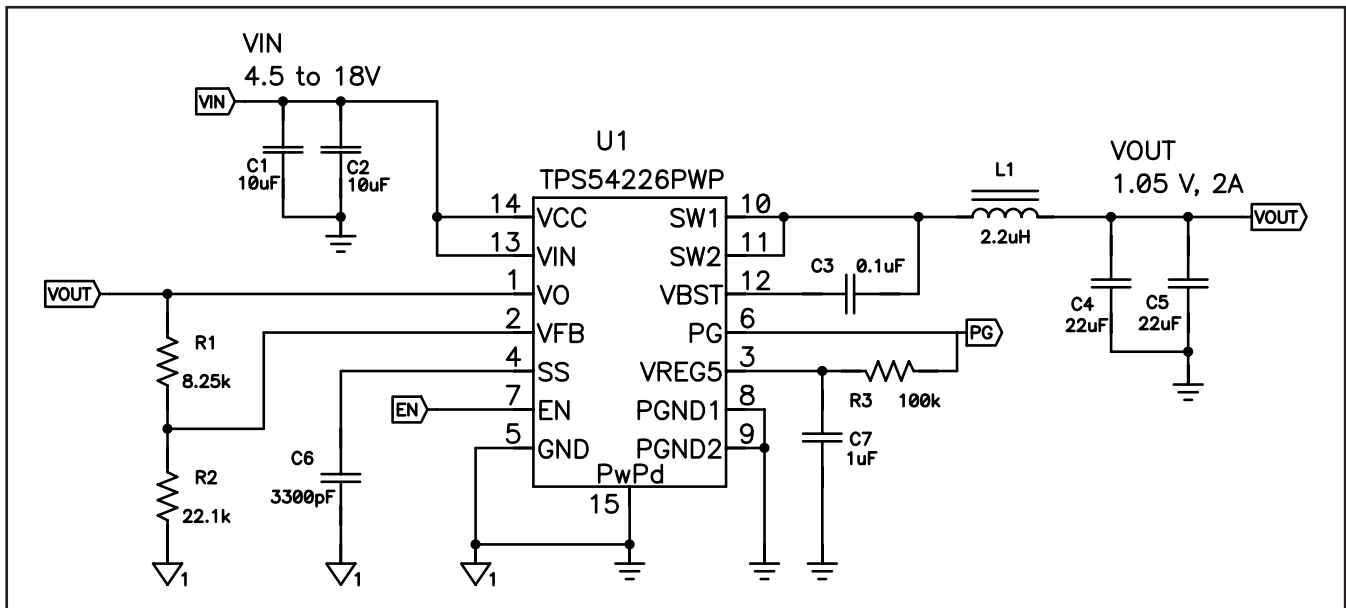 VIN
4.5 to 18V
VIN
C1
10uF
C2
10uF
U1
TPS54226PWP
14
VCC
13
VIN
1
VO
2
VFB
4
SS
7
EN
5
GND
PwPd
15
SW1
10
SW2
11
VBST
12
PG
6
VREG5
3
PGND1
8
PGND2
9
C3
0.1uF
L1
2.2uH
VOUT
1.05 V, 2A
VOUT
C4
22uF
C5
22uF
PG
R3
100k
C7
1uF
VOUT
R1
8.25k
R2
22.1k
EN
C6
3300pF
1
1
1